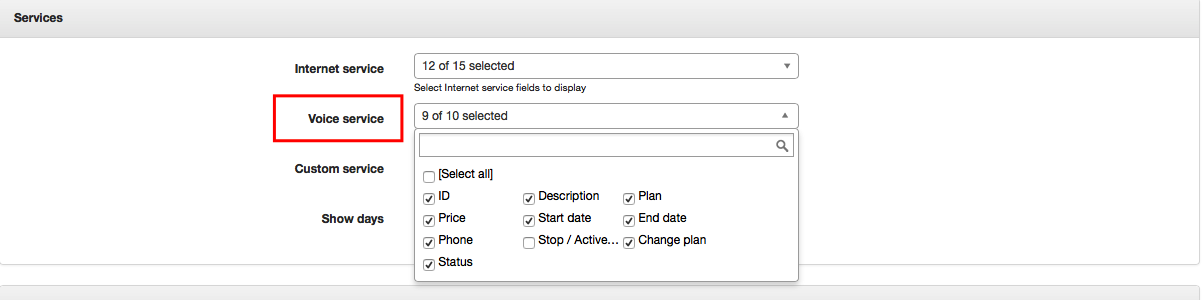 Services
Internet service 12 of 15 selected
Select Internet service fields to display
Voice service 9 of 10 selected
[Select all]
Custom service
ID Description Plan
Show days
Price Start date End date
Phone Stop / Active... Change plan
Status